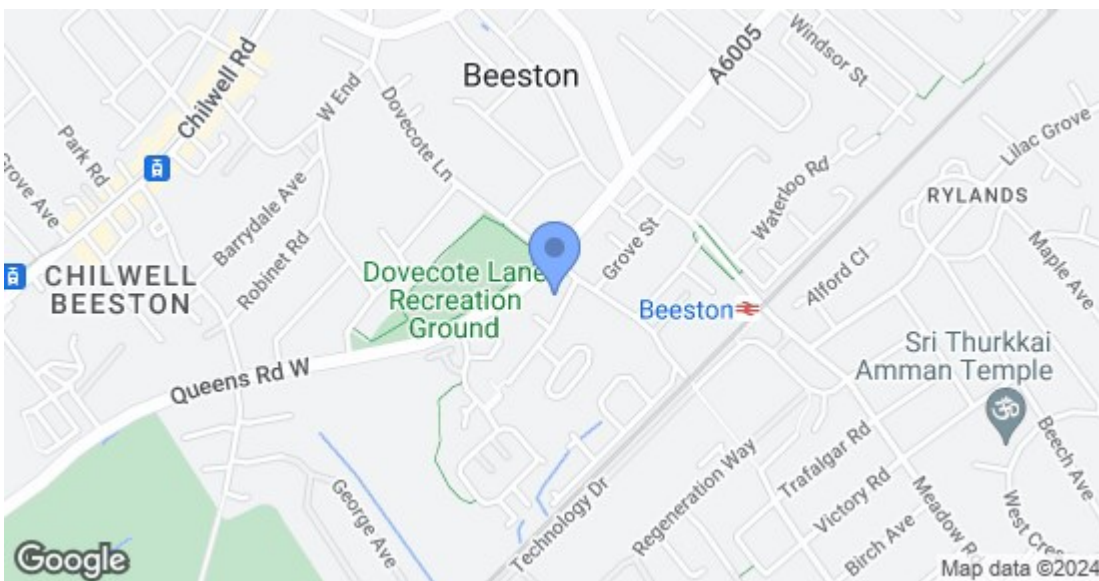 Beeston
A6005
Windsor St
Chilwell Rd
W End
Dovecote Ln
Park Rd
Grove Ave
Lilac Grove
Waterloo Rd
RYLANDS
Barrydale Ave
Robinet Rd
Grove St
Alford Cl
Maple Ave
CHILWELL
BEESTON
Dovecote Lane
Recreation
Ground
Beeston
Sri Thurkkai
Amman Temple
Queens Rd W
Beech Ave
Trafalgar Rd
Regeneration Way
Victory Rd
Technology Dr
George Ave
Meadow R
West Cres
Birch Ave
Google
Map data ©2024